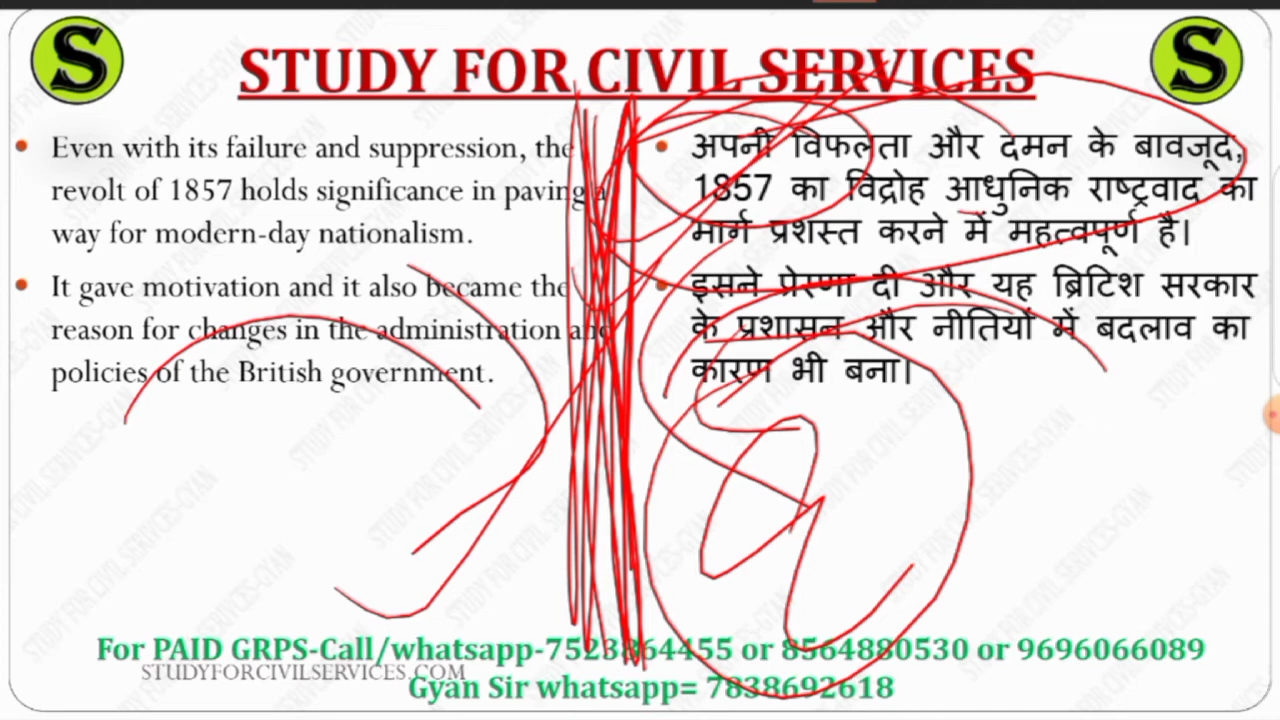 S
STUDY FOR CIVIL SERVICES
S
Even with its failure and suppression, the
revolt of 1857 holds significance in paving a
way for modern-day nationalism.
It gave motivation and it also became the
reason for changes in the administration and
policies of the British government.
अपनी विफलता और दमन के बावजूद,
1857 का विद्रोह आधुनिक राष्ट्रवाद का
मार्ग प्रशस्त करने में महत्वपूर्ण है।
इसने प्रेरणा दी और यह ब्रिटिश सरकार
के प्रशासन और नीतियों में बदलाव का
कारण भी बना।
For PAID GRPS-Call/whatsapp-7523864455 or 8564880530 or 9696066089
STUDYFORCIVILSERVICES.COM
Gyan Sir whatsapp= 7838692618